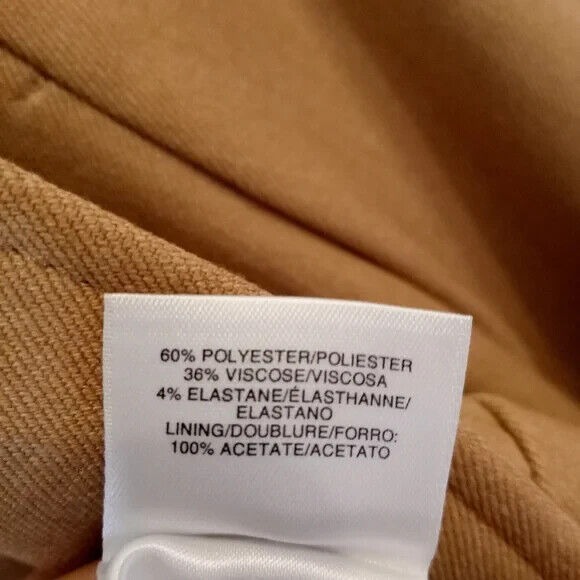 60% POLYESTER/POLIESTER
36% VISCOSE/VISCOSA
4% ELASTANE/ÉLASTHANNE/
ELASTANO
LINING/DOUBLURE/FORRO:
100% ACETATE/ACETATO